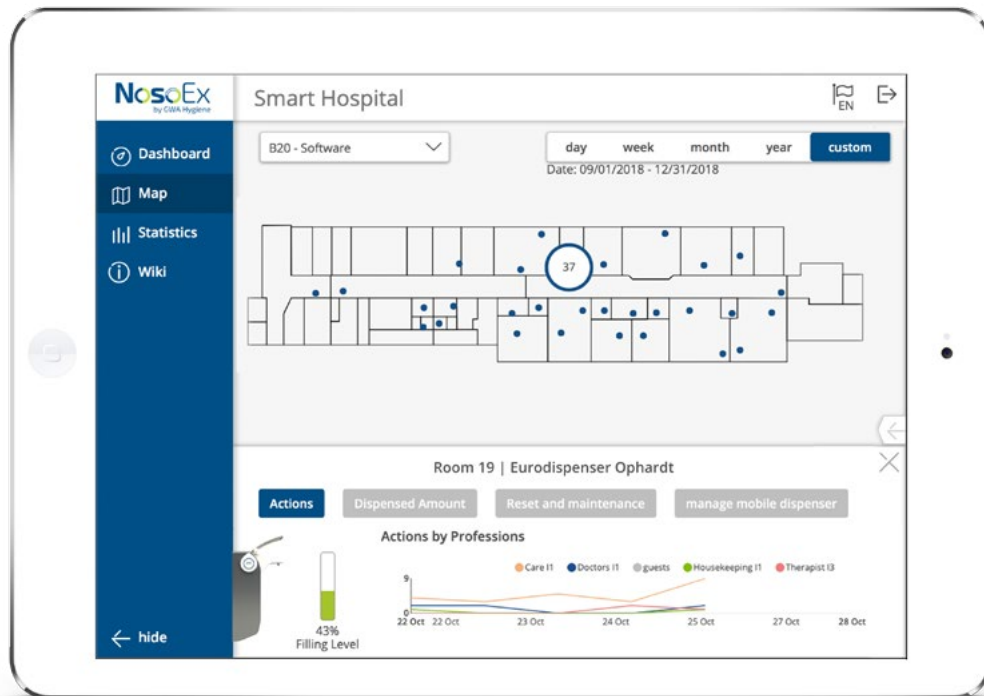 NosoEx
by GWA Hygiene
Smart Hospital
EN
Dashboard
Map
Statistics
Wiki
hide
B20 - Software
day week month year custom
Date: 09/01/2018 - 12/31/2018
37
Room 19 | Eurodispenser Ophardt
Actions Dispensed Amount Reset and maintenance manage mobile dispenser
Actions by Professions
Care I1 Doctors I1 guests Housekeeping I1 Therapist I3
9
0
22 Oct 22 Oct 23 Oct 24 Oct 25 Oct 27 Oct 28 Oct
43%
Filling Level